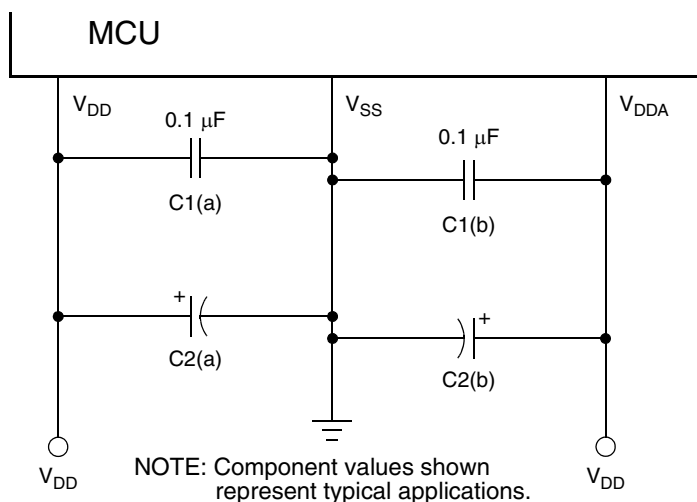 MCU
VDD
VSS
VDDA
0.1 μF
0.1 μF
C1(a)
C1(b)
+
+
C2(a)
C2(b)
VDD
VDD
NOTE: Component values shown
represent typical applications.